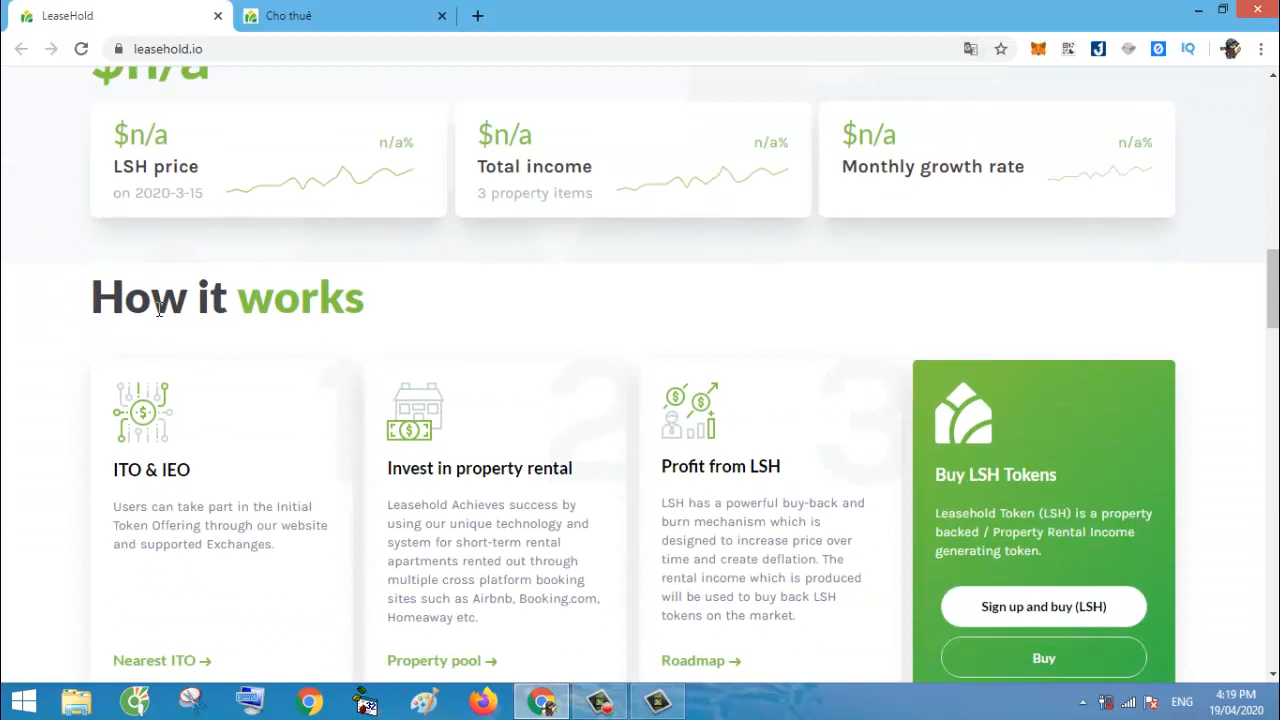 LeaseHold
Cho thuê
leasehold.io
$n/a
$n/a
n/a%
LSH price
on 2020-3-15
$n/a
n/a%
Total income
3 property items
$n/a
n/a%
Monthly growth rate
How it works
1
ITO & IEO
Users can take part in the Initial
Token Offering through our website
and supported Exchanges.
Nearest ITO →
2
Invest in property rental
Leasehold Achieves success by
using our unique technology and
system for short-term rental
apartments rented out through
multiple cross platform booking
sites such as Airbnb, Booking.com,
Homeaway etc.
Property pool →
3
Profit from LSH
LSH has a powerful buy-back and
burn mechanism which is
designed to increase price over
time and create deflation. The
rental income which is produced
will be used to buy back LSH
tokens on the market.
Roadmap →
Buy LSH Tokens
Leasehold Token (LSH) is a property
backed / Property Rental Income
generating token.
Sign up and buy (LSH)
Buy
ENG
4:19 PM
19/04/2020